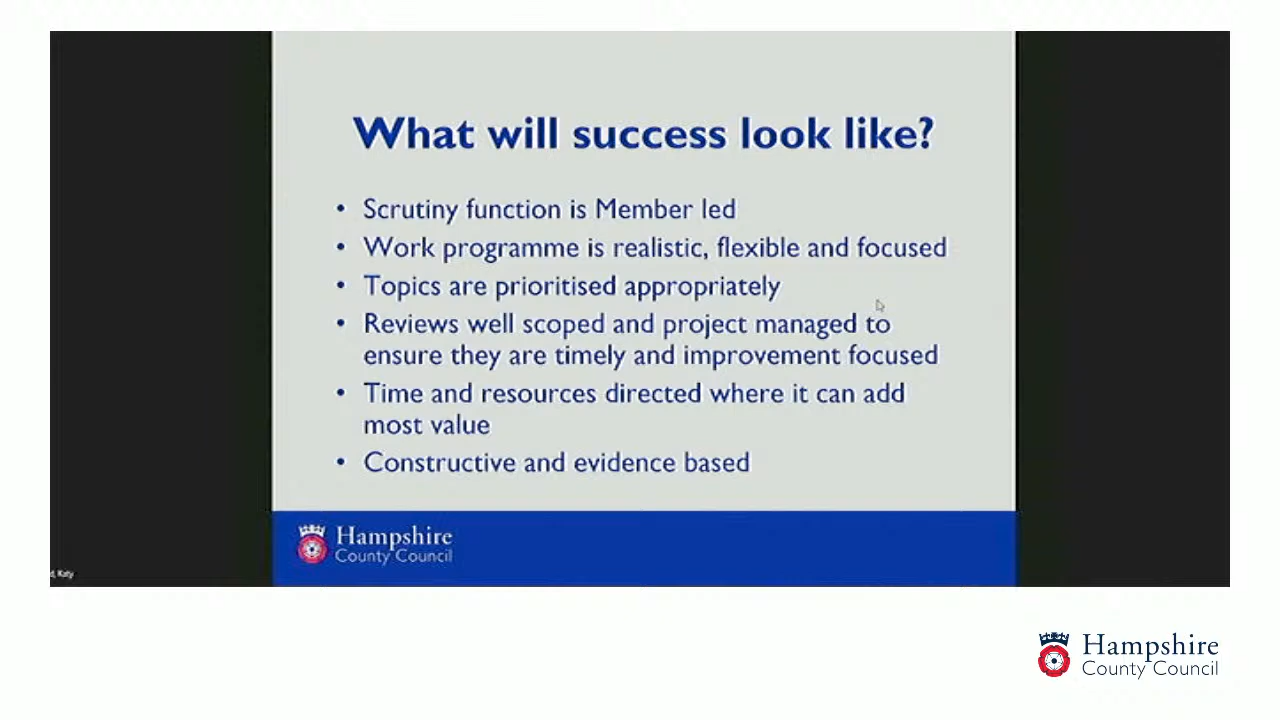 What will success look like?
• Scrutiny function is Member led
• Work programme is realistic, flexible and focused
• Topics are prioritised appropriately
• Reviews well scoped and project managed to
ensure they are timely and improvement focused
• Time and resources directed where it can add
most value
• Constructive and evidence based
Hampshire
County Council
d, Katy
Hampshire
County Council